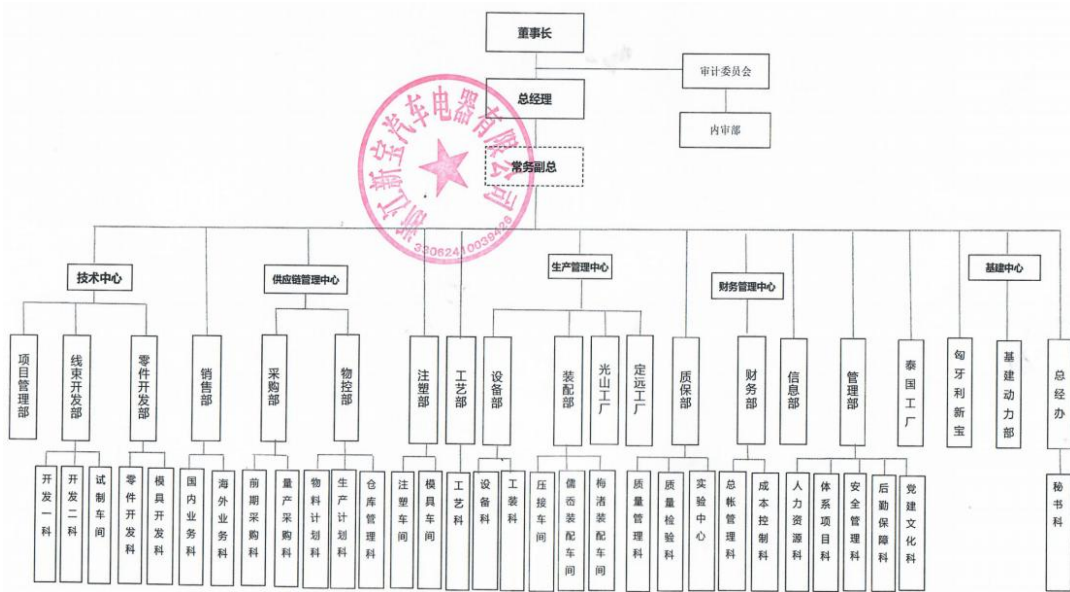 董事长
审计委员会
总经理
内审部
常务副总
浙江新宝汽车电器有限公司
33062410039426
技术中心
供应链管理中心
生产管理中心
财务管理中心
基建中心
项目管理部
线束开发部
零件开发部
销售部
采购部
物控部
注塑部
工艺部
设备部
装配部
光山工厂
定远工厂
质保部
财务部
信息部
管理部
泰国工厂
匈牙利新宝
基建动力部
总经办
开发一科
开发二科
试制车间
零件开发科
模具开发科
国内业务科
海外业务科
前期采购科
量产采购科
物料计划科
生产计划科
仓库管理科
注塑车间
模具车间
工艺科
设备科
工装科
压接车间
儒岙装配车间
梅渚装配车间
质量管理科
质量检验科
实验中心
总帐管理科
成本控制科
人力资源科
体系项目科
安全管理科
后勤保障科
党建文化科
秘书科